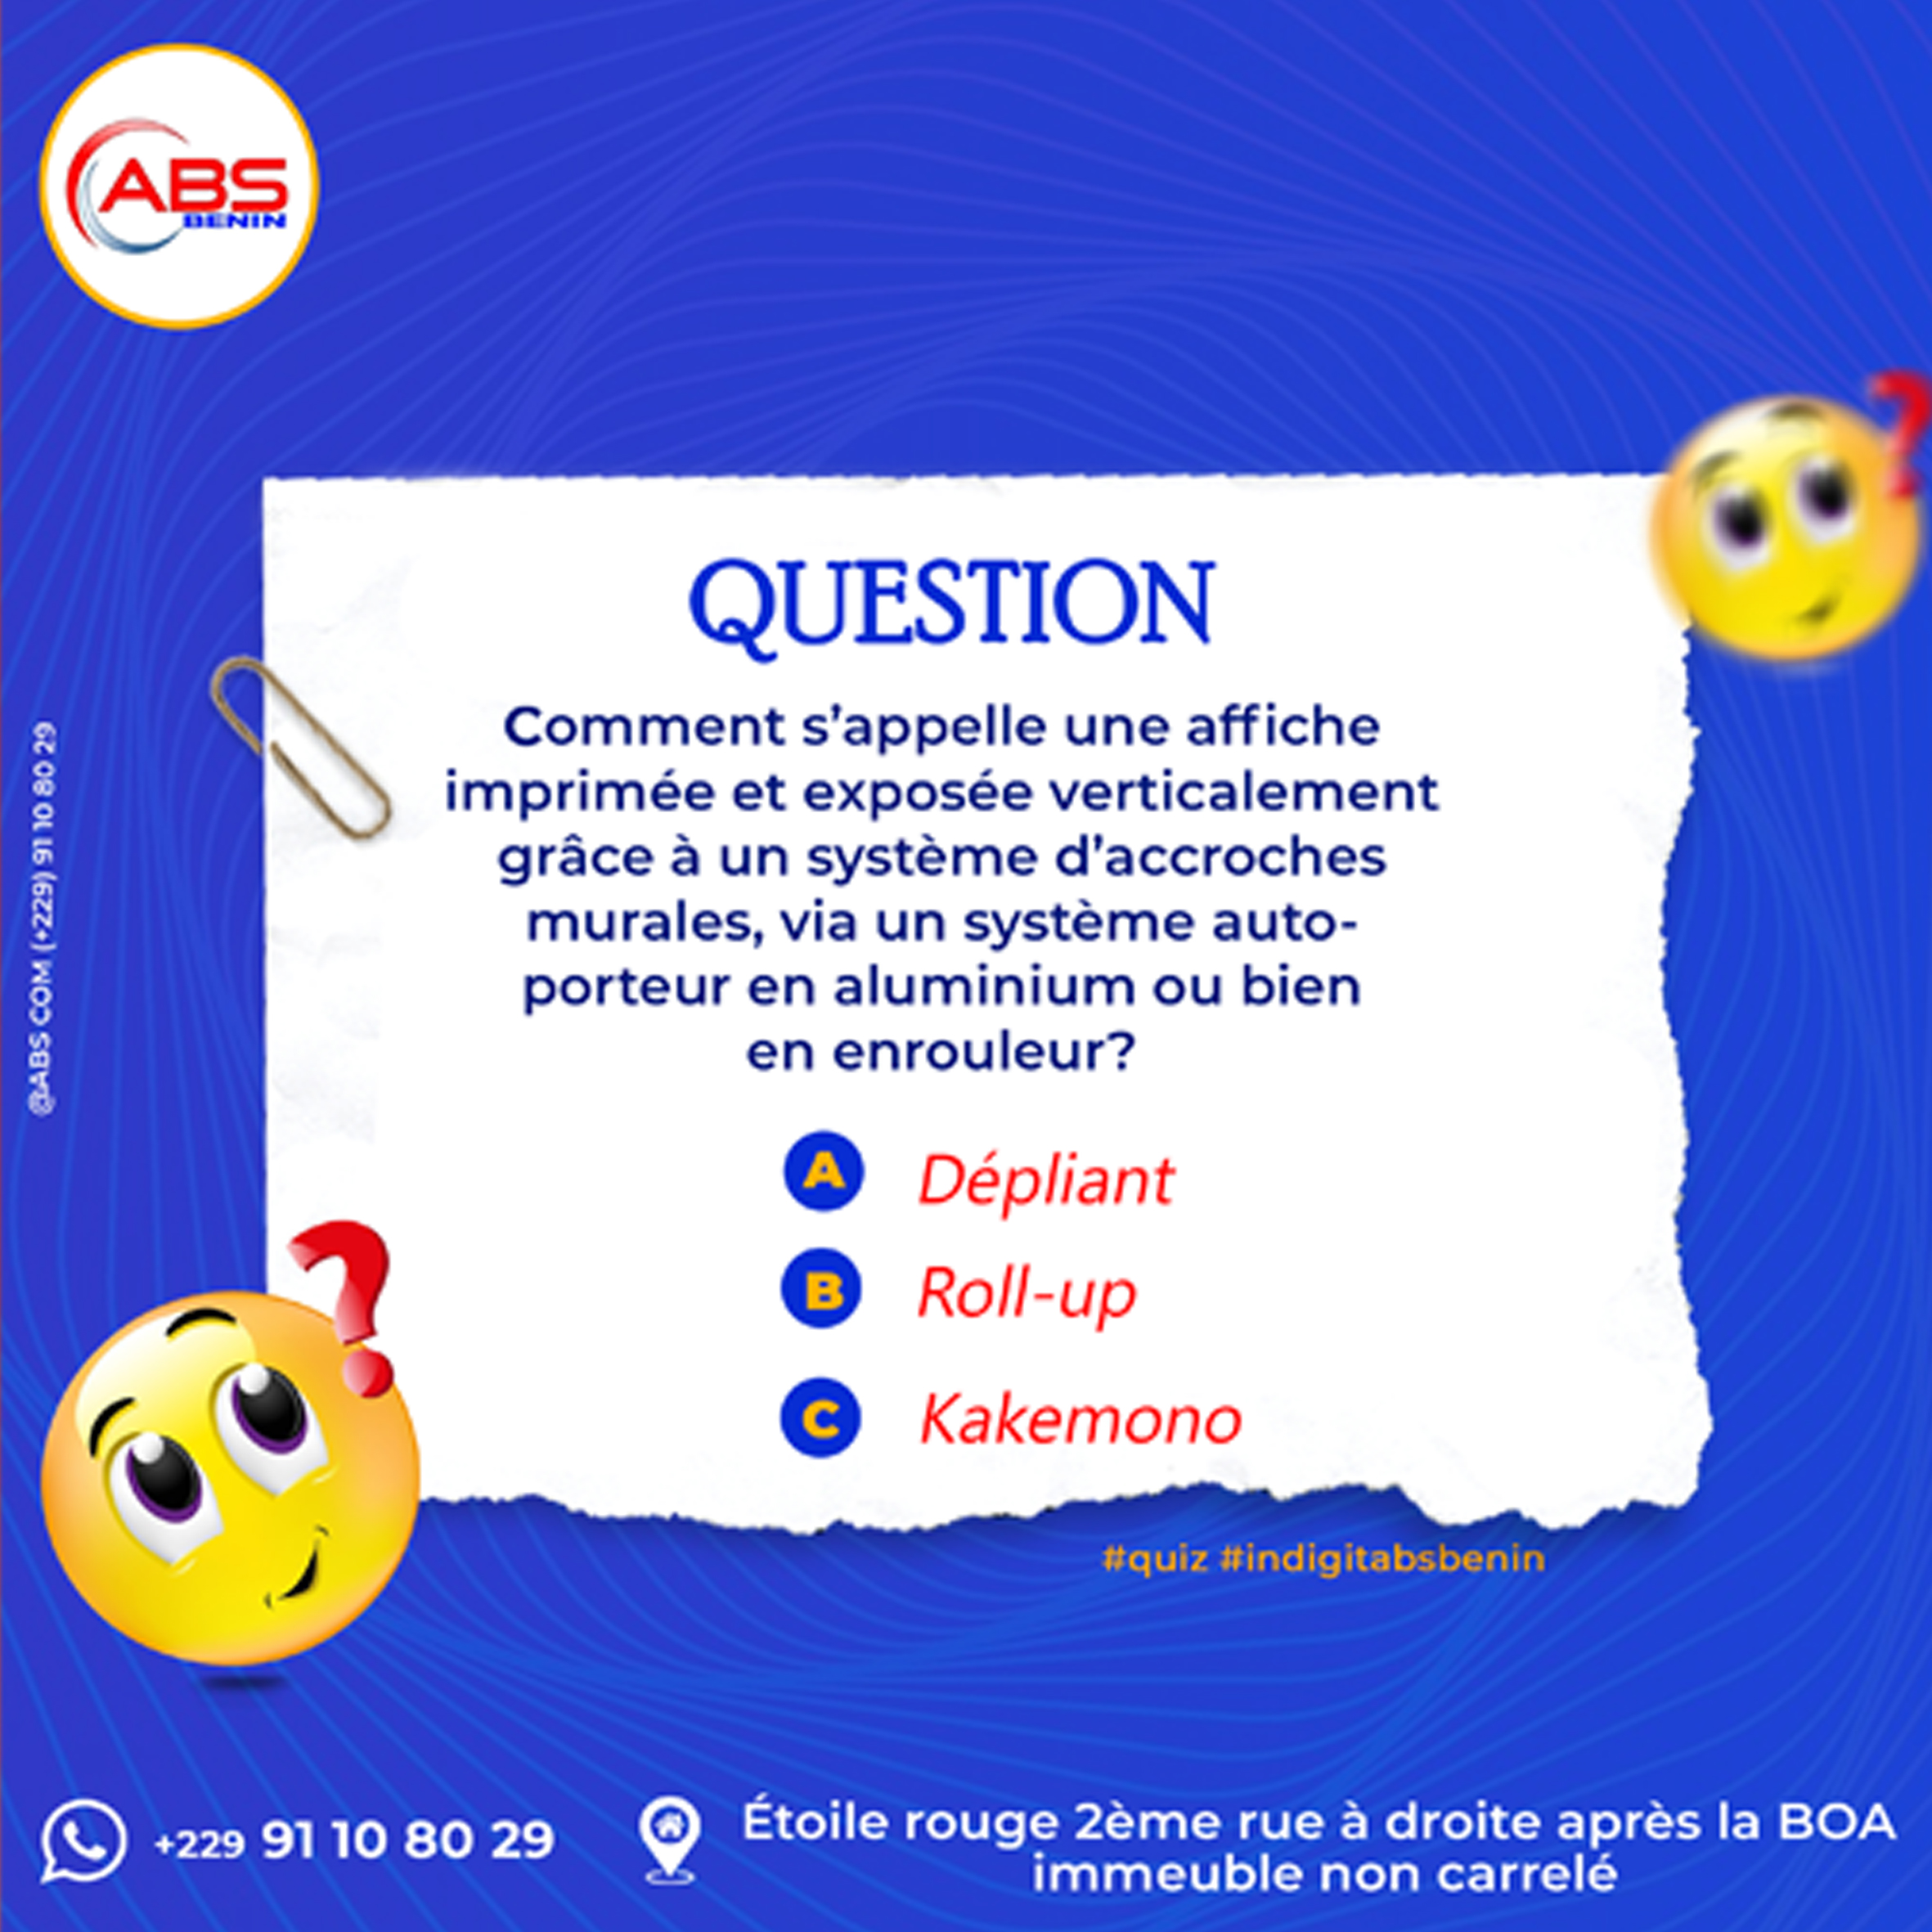 ABS
BENIN
@ABS COM (+229) 91 10 80 29
QUESTION
Comment s'appelle une affiche
imprimée et exposée verticalement
grâce à un système d'accroches
murales, via un système auto-
porteur en aluminium ou bien
en enrouleur?
A Dépliant
B Roll-up
C Kakemono
#quiz #indigitabsbenin
+229 91 10 80 29
Étoile rouge 2ème rue à droite après la BOA
immeuble non carrelé